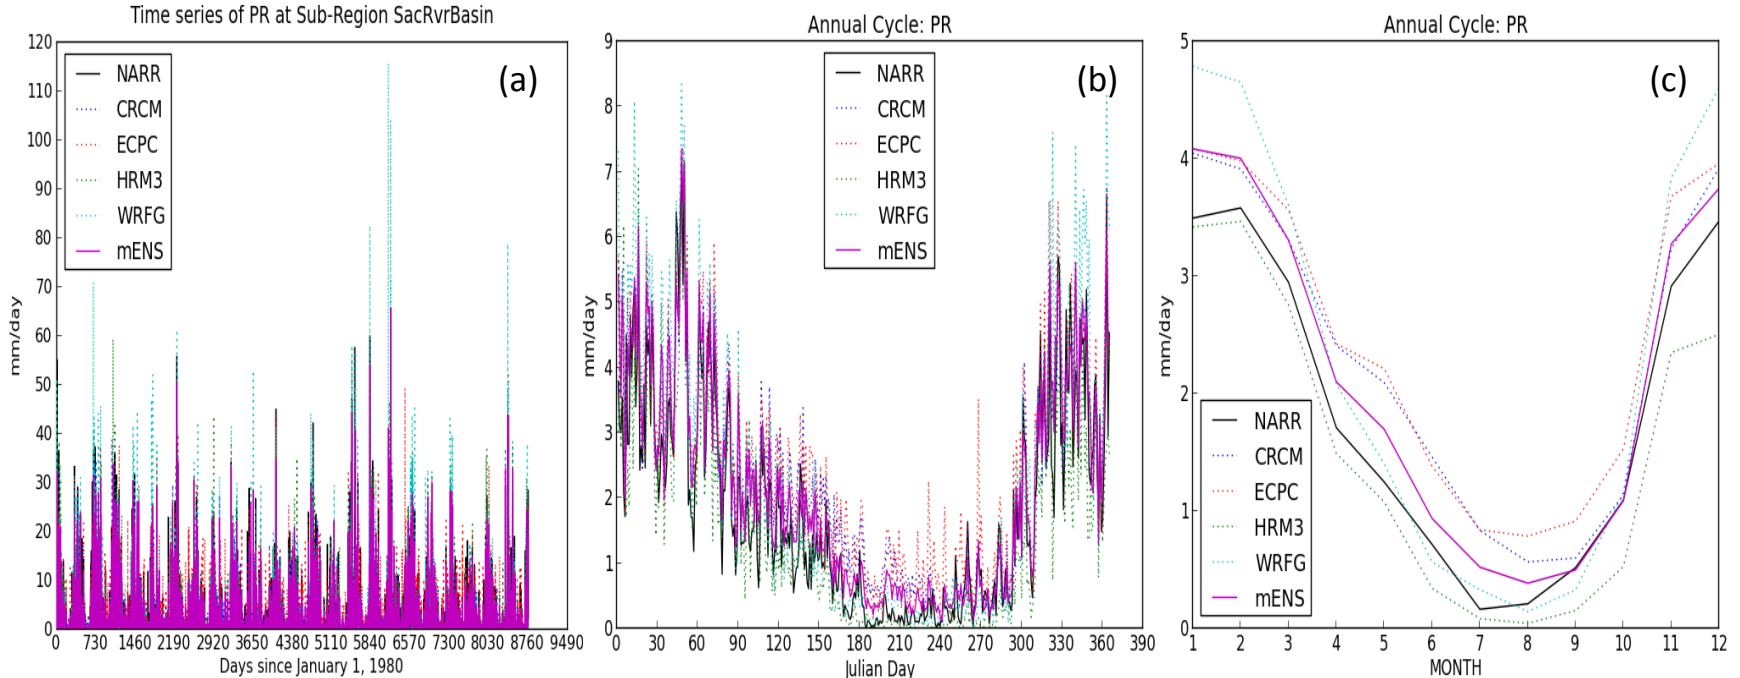 Time series of PR at Sub-Region SacRvrBasin
120
110
100
90
80
70
60
50
40
30
20
10
0
mm/day
NARR
CRCM
ECPC
HRM3
WRFG
mENS
(a)
0 730 1460 2190 2920 3650 4380 5110 5840 6570 7300 8030 8760 9490
Days since January 1, 1980
Annual Cycle: PR
9
8
7
6
5
4
3
2
1
0
mm/day
NARR
CRCM
ECPC
HRM3
WRFG
mENS
(b)
0 30 60 90 120 150 180 210 240 270 300 330 360 390
Julian Day
Annual Cycle: PR
5
4
3
2
1
0
mm/day
(c)
NARR
CRCM
ECPC
HRM3
WRFG
mENS
1 2 3 4 5 6 7 8 9 10 11 12
MONTH